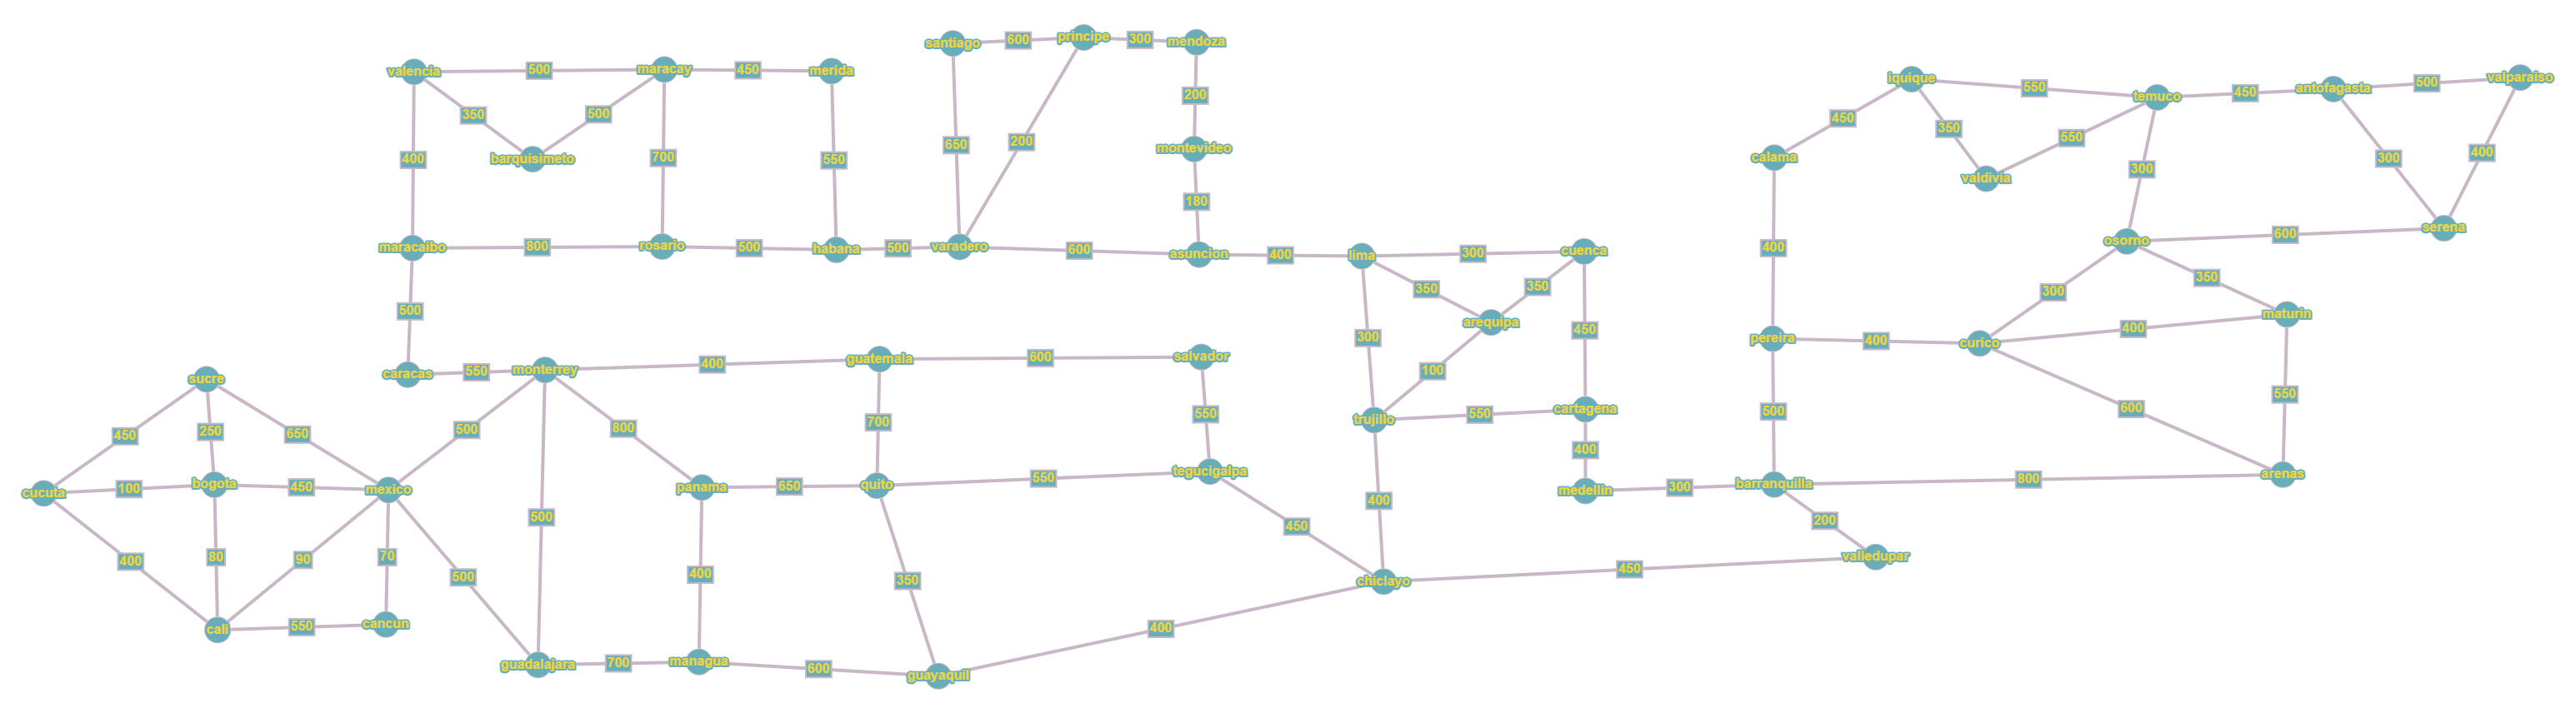 santiago 600 principe 300 mendoza
valencia 500 maracay 450 merida
iquique 550 temuco 450 antofagasta 500 valparaiso
200
350 500
450
650 200
350 550
400 barquisimeto 700 550
montevideo
calama
300 300 400
valdivia
180
maracaibo 800 rosario 500 habana 500 varadero 600 asuncion 400 lima 300 cuenca
400
osorno 600 serena
350 350
300 350
500
arequipa
300 450
maturin
400
pereira 400 curico
caracas 550 monterrey 400 guatemala 600 salvador
100
sucre
550
trujillo 550 cartagena
500 600
450 250 650
500 800 700 550
400
cucuta 100 bogota 450 mexico
panama 650 quito 550 tegucigalpa
medellin 300 barranquilla 800 arenas
400
500
450
200
400 80 90 70
500 400 350
chiclayo 450 valledupar
cali 550 cancun
400
guadalajara 700 managua 600 guayaquil